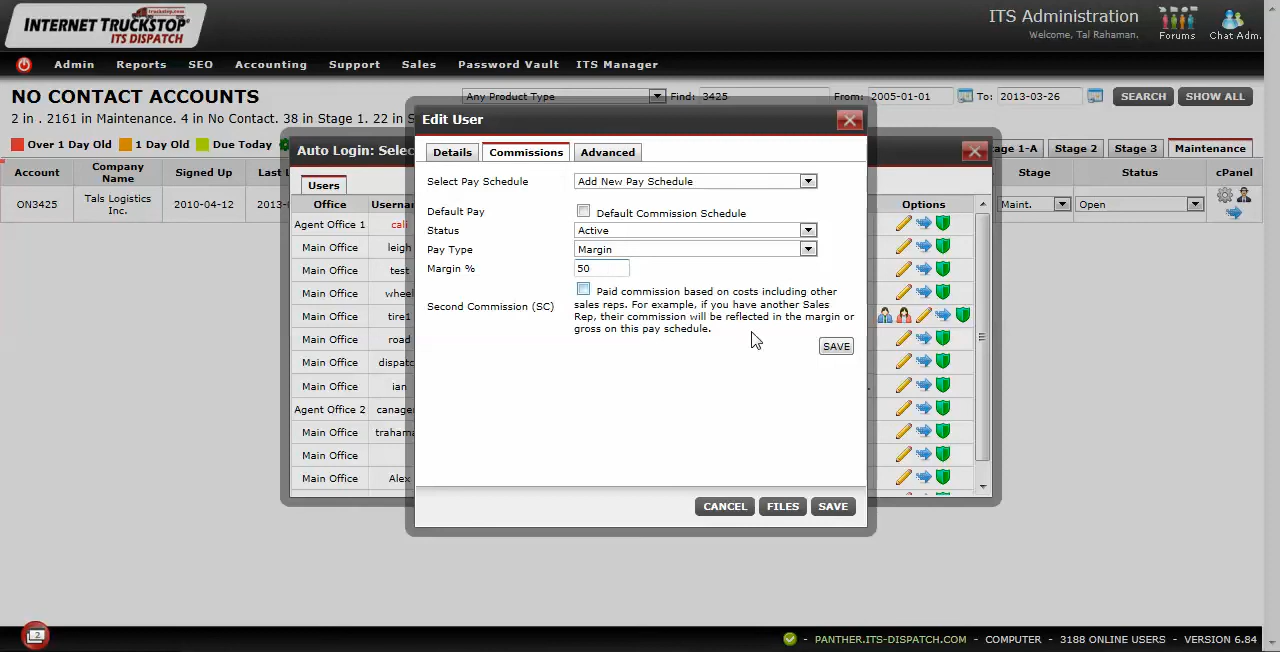 INTERNET TRUCKSTOP
truckstop.com
ITS DISPATCH
ITS Administration
Welcome, Tal Rahaman.
Forums
Chat Adm.
Admin Reports SEO Accounting Support Sales Password Vault ITS Manager
NO CONTACT ACCOUNTS
Any Product Type Find: 3425 From: 2005-01-01 To: 2013-03-26 SEARCH SHOW ALL
2 in . 2161 in Maintenance. 4 in No Contact. 38 in Stage 1. 22 in S
Over 1 Day Old 1 Day Old Due Today
age 1-A Stage 2 Stage 3 Maintenance
Account Company Name Signed Up Last Stage Status cPanel
ON3425 Tals Logistics Inc. 2010-04-12 2013- Maint. Open
Auto Login: Selec
Users
Office Usernam Options
Agent Office 1 cali
Main Office leigh
Main Office test
Main Office wheel
Main Office tire1
Main Office road
Main Office dispatc
Main Office ian
Agent Office 2 canage
Main Office trahama
Main Office
Main Office Alex
Edit User
Details Commissions Advanced
Select Pay Schedule Add New Pay Schedule
Default Pay Default Commission Schedule
Status Active
Pay Type Margin
Margin % 50
Second Commission (SC)
Paid commission based on costs including other
sales reps. For example, if you have another Sales
Rep, their commission will be reflected in the margin or
gross on this pay schedule.
SAVE
CANCEL FILES SAVE
2
- PANTHER.ITS-DISPATCH.COM - COMPUTER - 3188 ONLINE USERS - VERSION 6.84